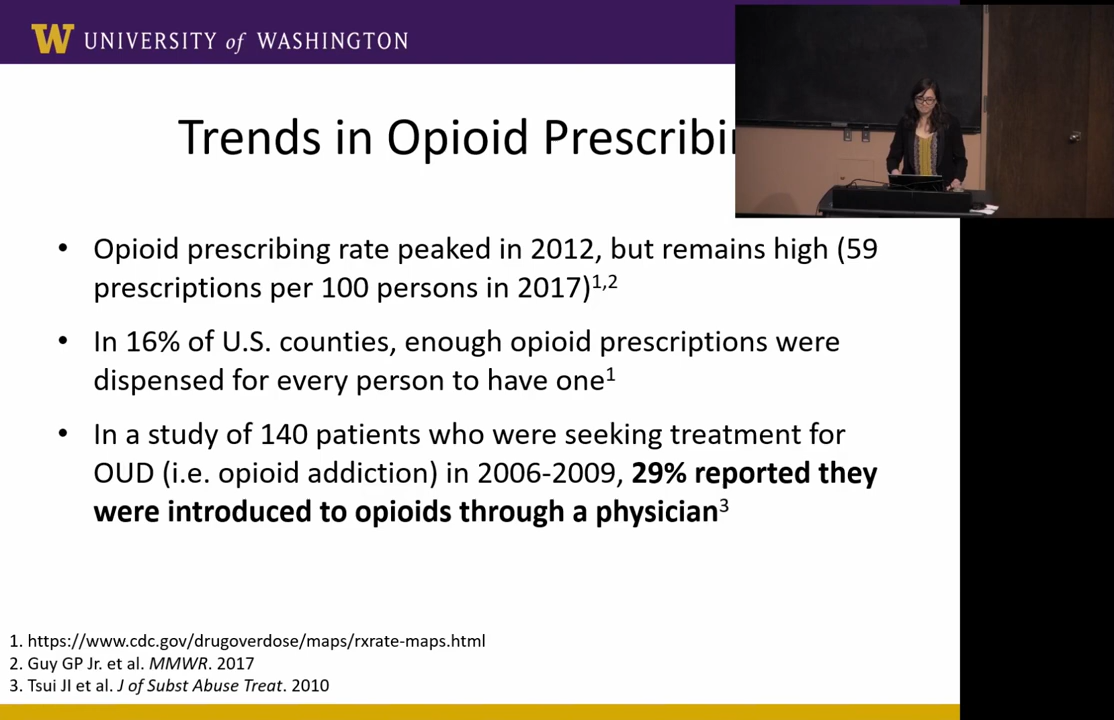 W UNIVERSITY of WASHINGTON
Trends in Opioid Prescribi
• Opioid prescribing rate peaked in 2012, but remains high (59
prescriptions per 100 persons in 2017)1,2
• In 16% of U.S. counties, enough opioid prescriptions were
dispensed for every person to have one1
• In a study of 140 patients who were seeking treatment for
OUD (i.e. opioid addiction) in 2006-2009, 29% reported they
were introduced to opioids through a physician3
1. https://www.cdc.gov/drugoverdose/maps/rxrate-maps.html
2. Guy GP Jr. et al. MMWR. 2017
3. Tsui JI et al. J of Subst Abuse Treat. 2010